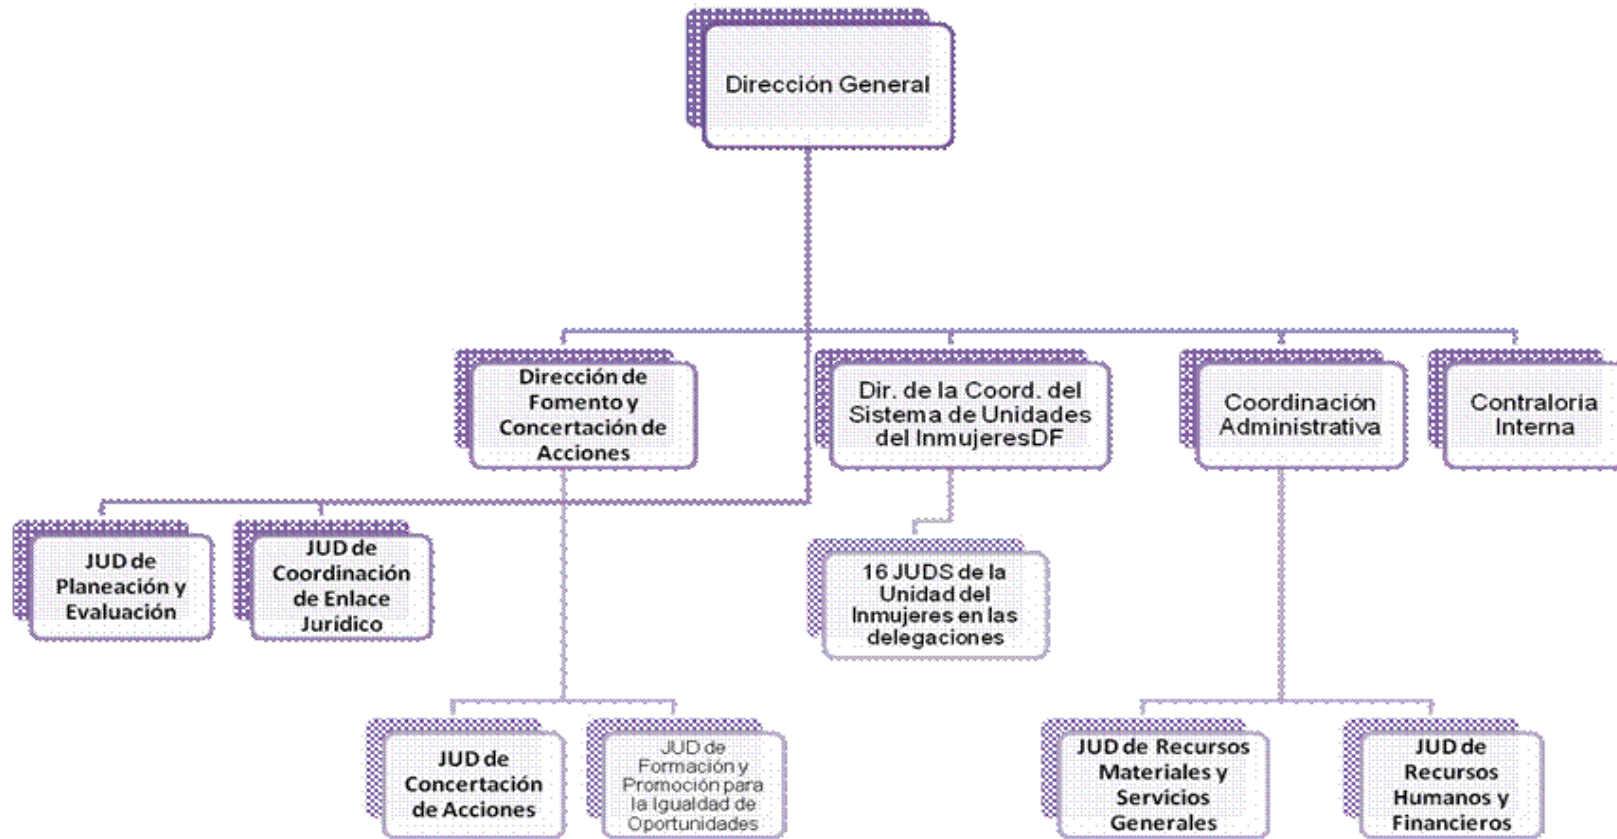 Dirección General
Dirección de
Fomento y
Concertación de
Acciones
Dir. de la Coord. del
Sistema de Unidades
del InmujeresDF
Coordinación
Administrativa
Contraloria
Interna
JUD de
Planeación y
Evaluación
JUD de
Coordinación
de Enlace
Jurídico
16 JUDS de la
Unidad del
Inmujeres en las
delegaciones
JUD de
Concertación
de Acciones
JUD de
Formación y
Promoción para
la Igualdad de
Oportunidades
JUD de Recursos
Materiales y
Servicios
Generales
JUD de
Recursos
Humanos y
Financieros